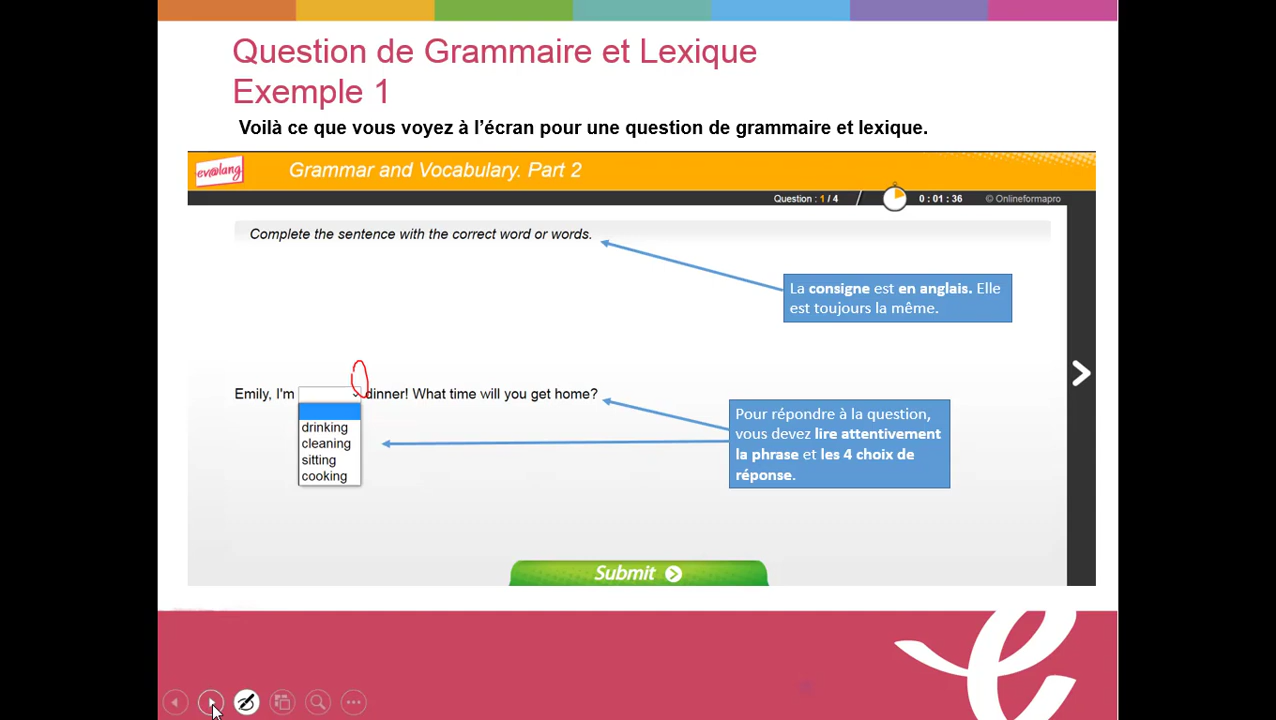 Question de Grammaire et Lexique
Exemple 1
Voilà ce que vous voyez à l'écran pour une question de grammaire et lexique.
ev@lang
Grammar and Vocabulary. Part 2
Question : 1 / 4
0 : 01 : 36
© Onlineformapro
Complete the sentence with the correct word or words.
La consigne est en anglais. Elle
est toujours la même.
Emily, I'm dinner! What time will you get home?
drinking
cleaning
sitting
cooking
Pour répondre à la question,
vous devez lire attentivement
la phrase et les 4 choix de
réponse.
Submit